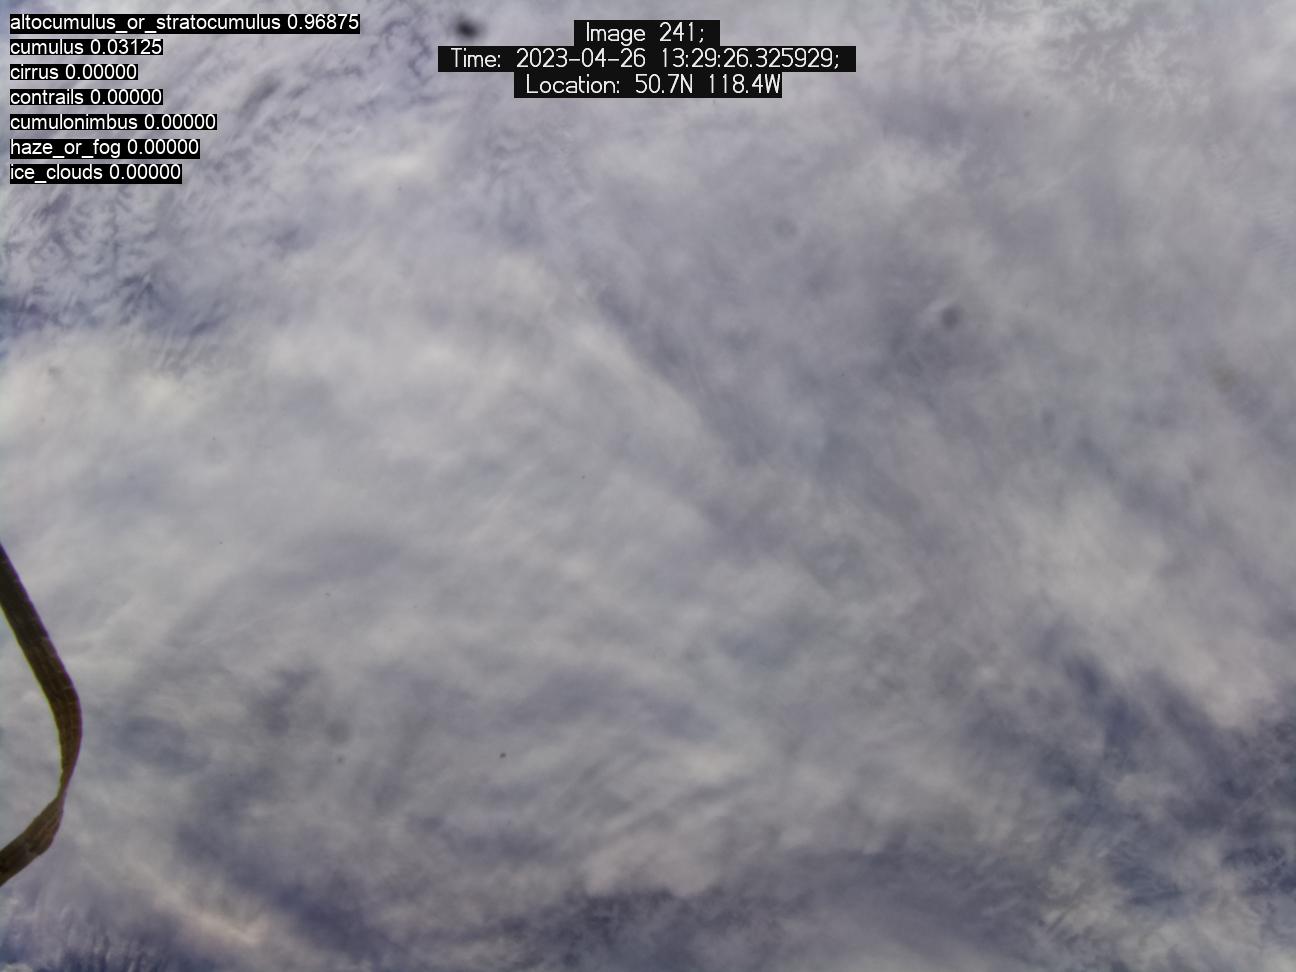 altocumulus_or_stratocumulus 0.96875
cumulus 0.03125
cirrus 0.00000
contrails 0.00000
cumulonimbus 0.00000
haze_or_fog 0.00000
ice_clouds 0.00000
Image 241;
Time: 2023-04-26 13:29:26.325929;
Location: 50.7N 118.4W